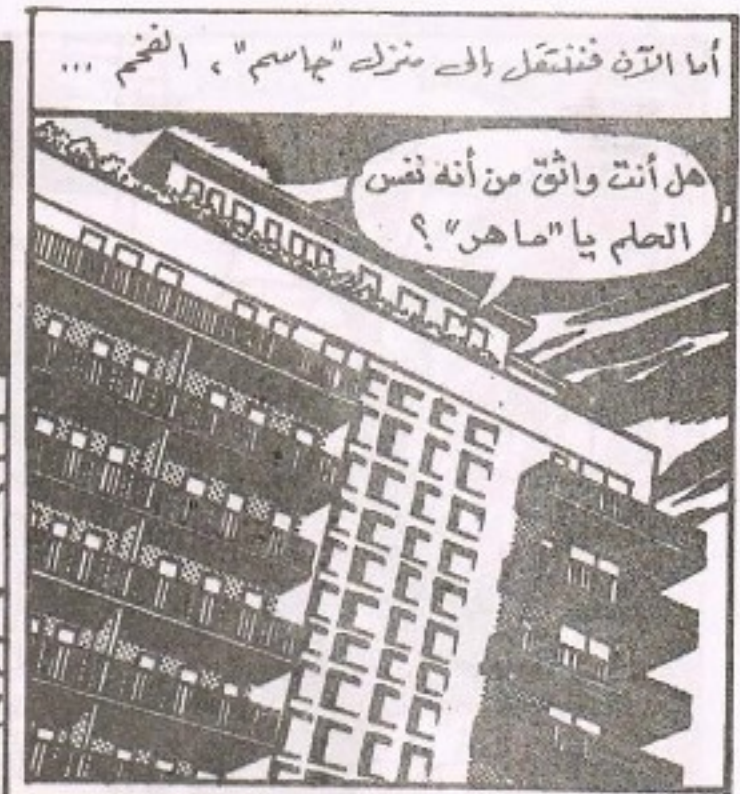 أما الآن فننتقل إلى منزل "جاسم"، الفخم ...
هل أنت واثق من أنه نفس
الحلم يا "ماهر" ؟